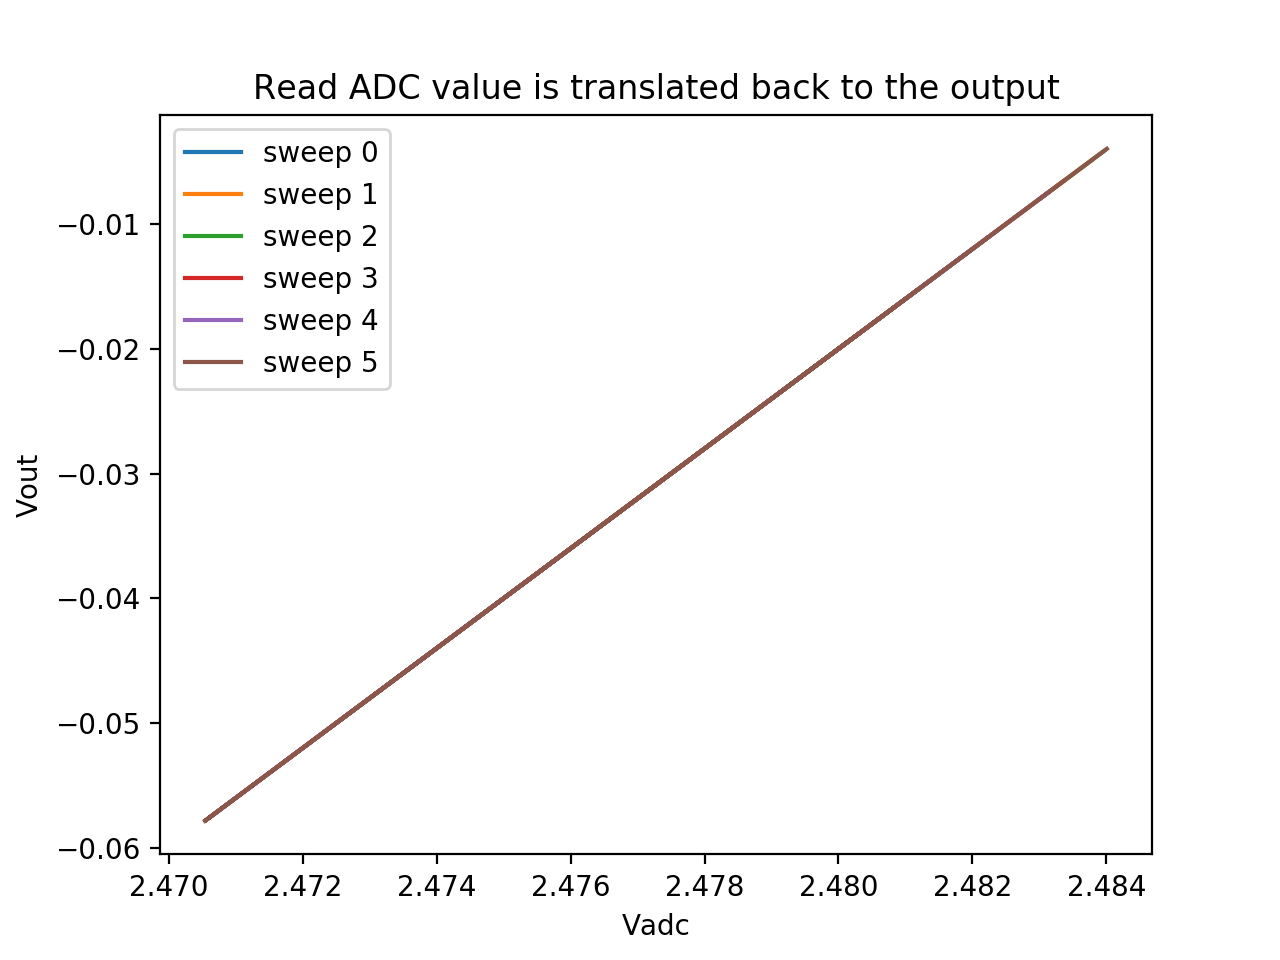 Read ADC value is translated back to the output
sweep 0
sweep 1
sweep 2
sweep 3
sweep 4
sweep 5
−0.01
−0.02
−0.03
−0.04
−0.05
−0.06
Vout
2.470 2.472 2.474 2.476 2.478 2.480 2.482 2.484
Vadc